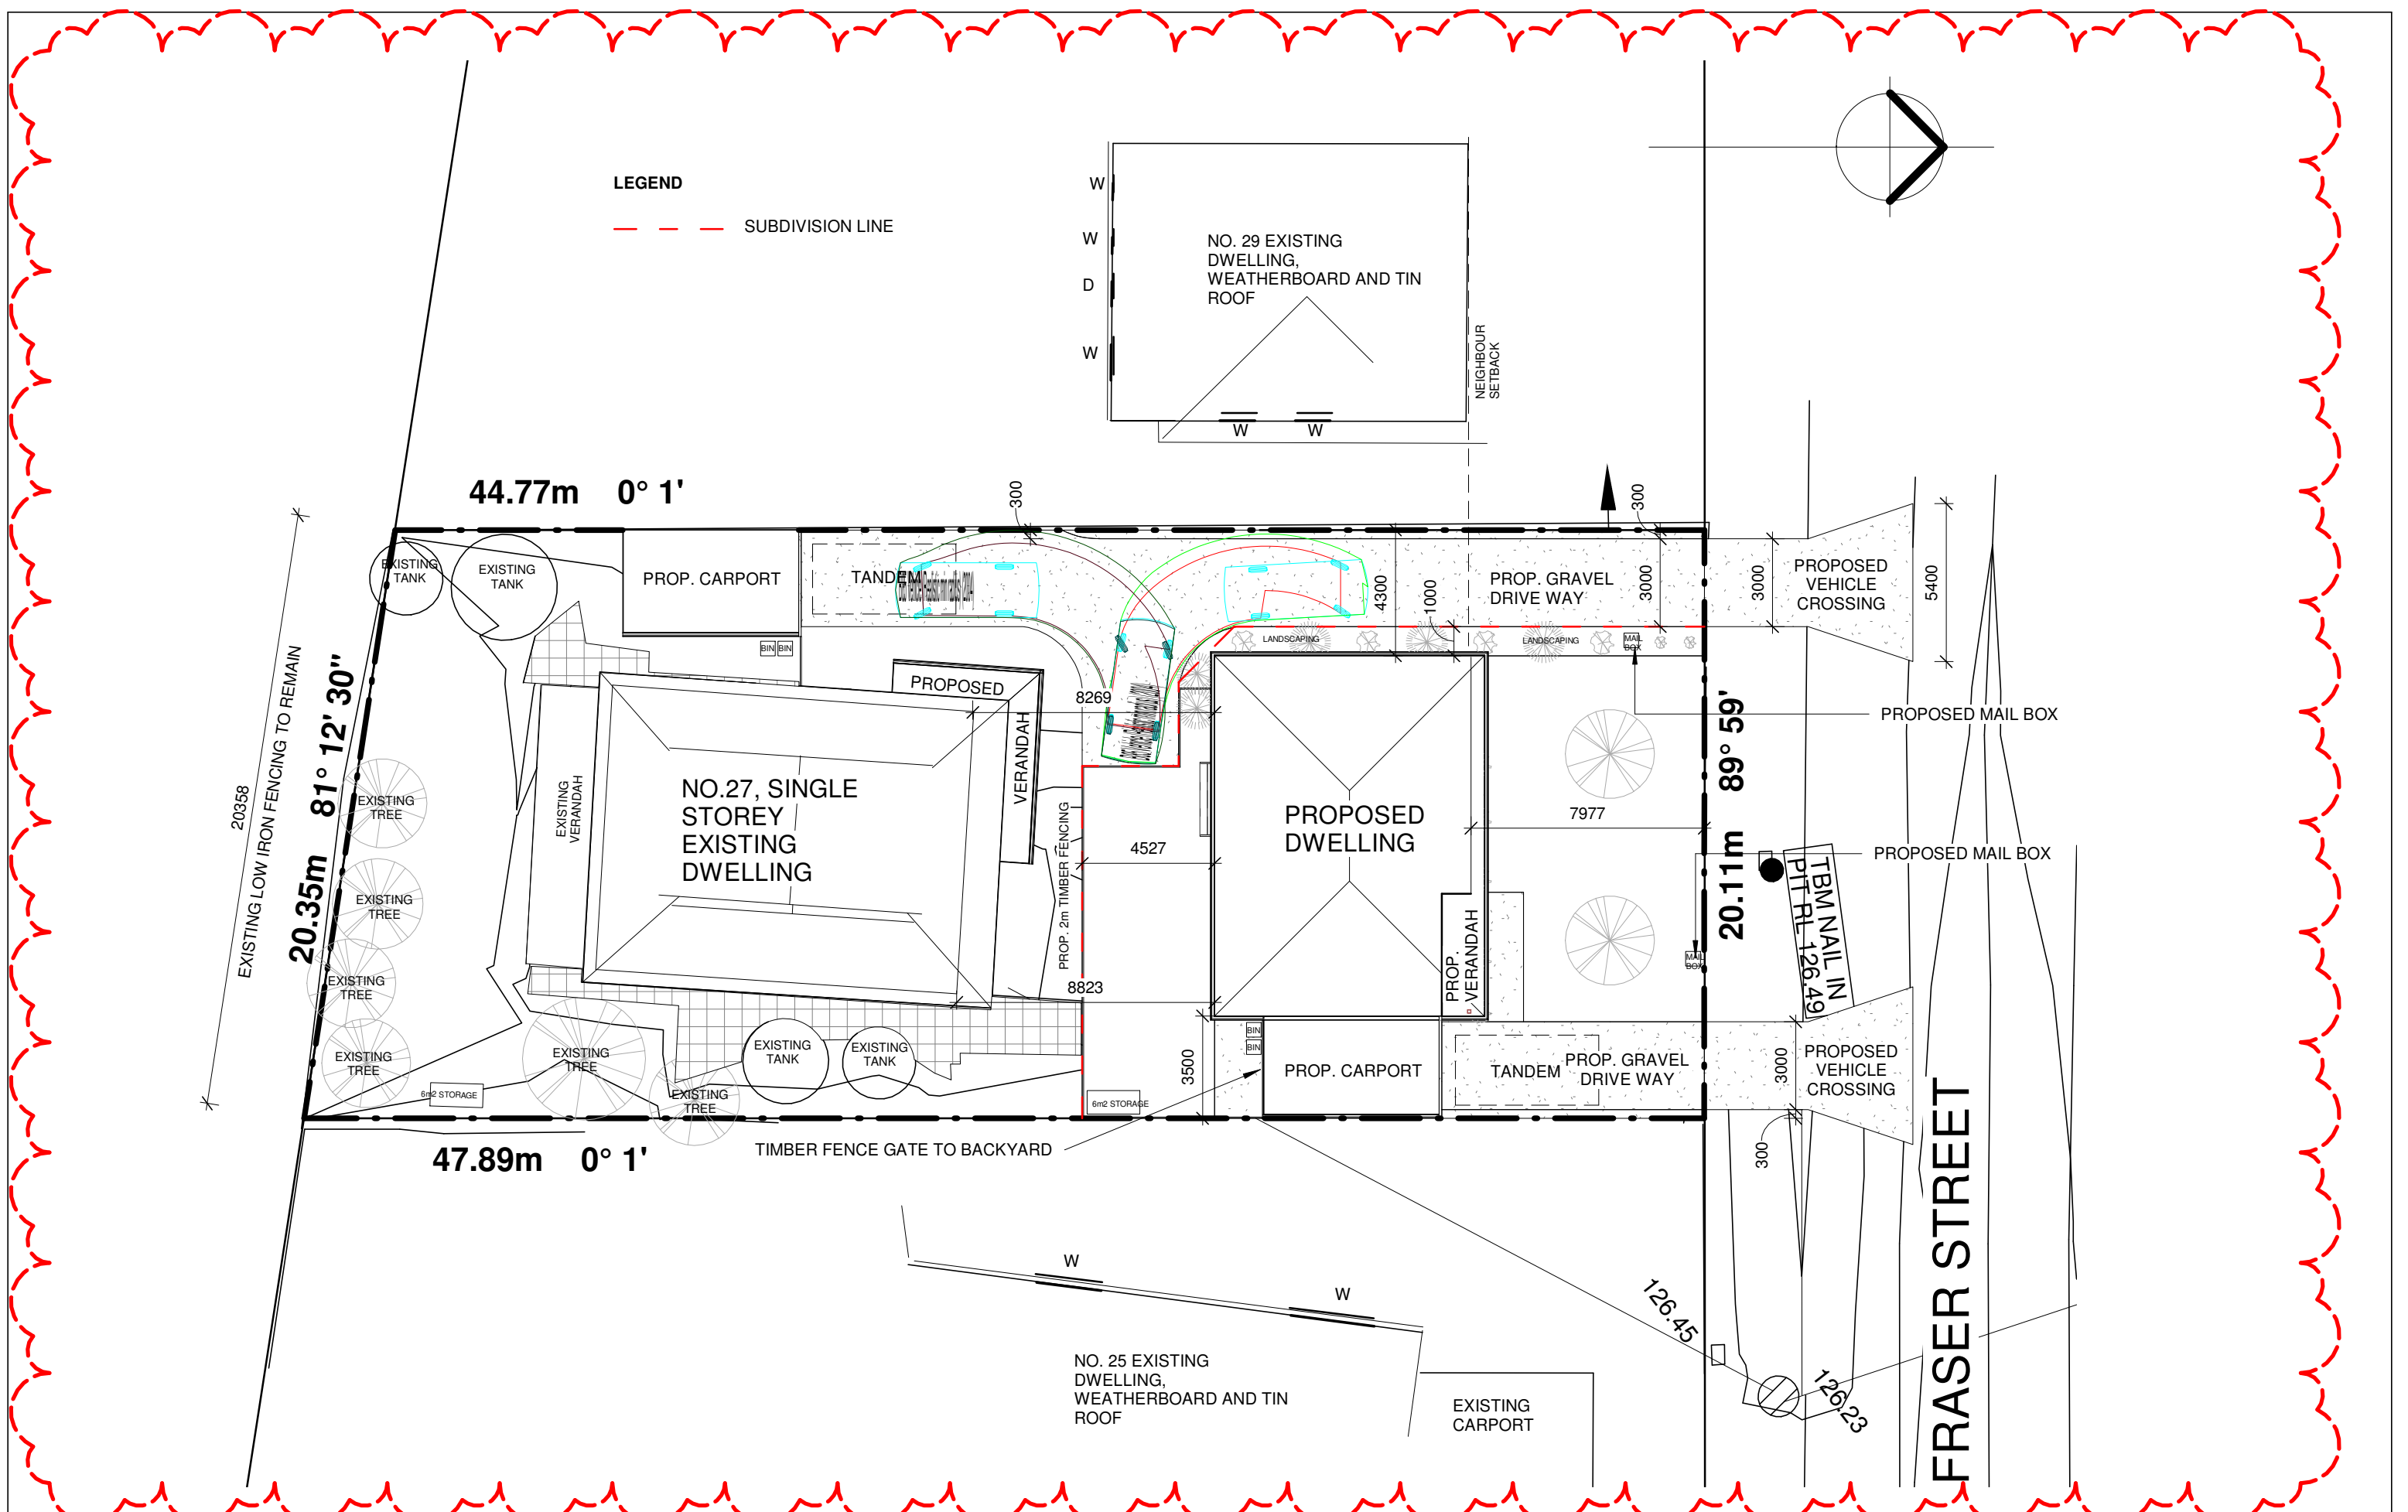 LEGEND
SUBDIVISION LINE
W
W
D
W
NO. 29 EXISTING
DWELLING,
WEATHERBOARD AND TIN
ROOF
W
W
NEIGHBOUR
SETBACK
44.77m 0° 1'
300
300
EXISTING
TANK
EXISTING
TANK
PROP. CARPORT
TANDEM
4300
1000
PROP. GRAVEL
DRIVE WAY
3000
3000
PROPOSED
VEHICLE
CROSSING
5400
BIN
BIN
LANDSCAPING
LANDSCAPING
MAIL
BOX
PROPOSED
VERANDAH
8269
PROPOSED MAIL BOX
20358
EXISTING LOW IRON FENCING TO REMAIN
20.35m 81° 12' 30"
EXISTING
TREE
EXISTING
TREE
EXISTING
TREE
EXISTING
TREE
EXISTING
VERANDAH
NO.27, SINGLE
STOREY
EXISTING
DWELLING
PROP. 2m TIMBER FENCING
4527
PROPOSED
DWELLING
7977
20.11m 89° 59'
PROPOSED MAIL BOX
TBM NAIL IN
PIT RL 126.49
MAIL
BOX
PROP.
VERANDAH
8823
EXISTING
TREE
EXISTING
TREE
6m2 STORAGE
EXISTING
TANK
EXISTING
TANK
6m2 STORAGE
3500
BIN
BIN
PROP. CARPORT
TANDEM
PROP. GRAVEL
DRIVE WAY
3000
PROPOSED
VEHICLE
CROSSING
300
47.89m 0° 1'
TIMBER FENCE GATE TO BACKYARD
W
W
NO. 25 EXISTING
DWELLING,
WEATHERBOARD AND TIN
ROOF
EXISTING
CARPORT
126.45
126.23
FRASER STREET